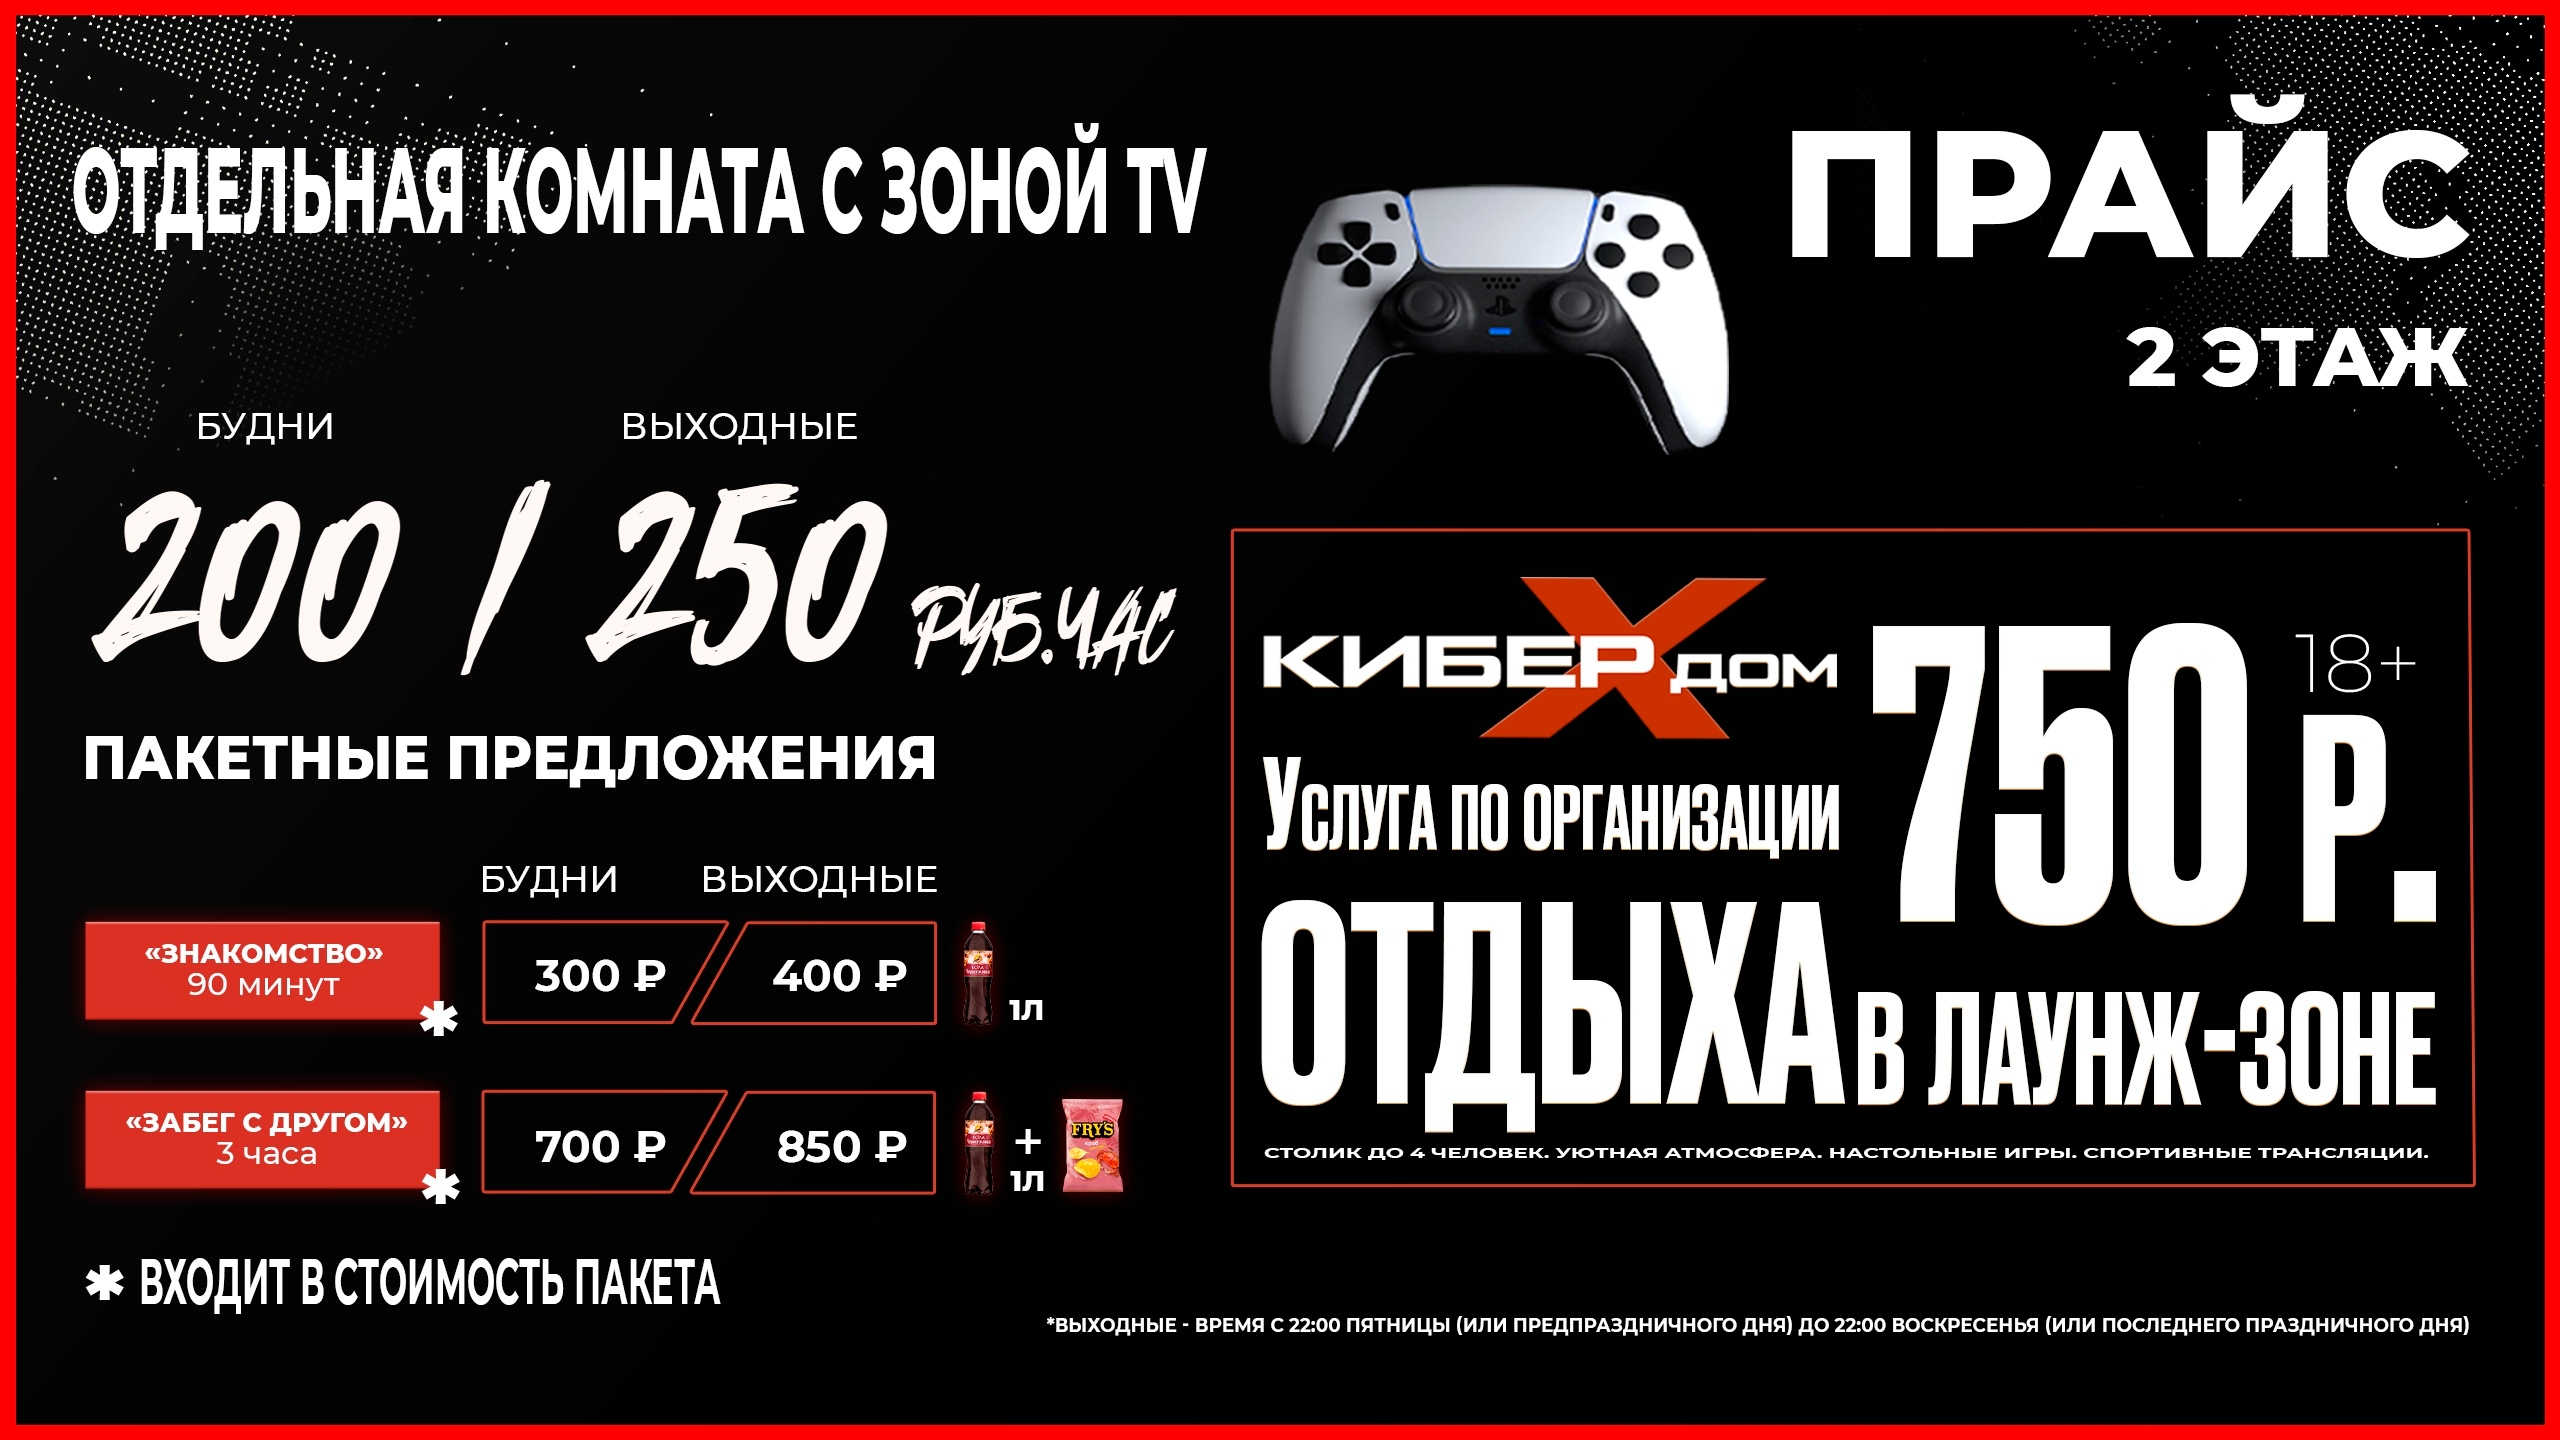 ОТДЕЛЬНАЯ КОМНАТА С ЗОНОЙ TV
ПРАЙС
2 ЭТАЖ
БУДНИ ВЫХОДНЫЕ
200 / 250 РУБ.ЧАС
ПАКЕТНЫЕ ПРЕДЛОЖЕНИЯ
БУДНИ ВЫХОДНЫЕ
«ЗНАКОМСТВО»
90 минут
* 300 ₽ 400 ₽ 1Л
«ЗАБЕГ С ДРУГОМ»
3 часа
* 700 ₽ 850 ₽ + 1Л
FRY'S
* ВХОДИТ В СТОИМОСТЬ ПАКЕТА
КИБЕР X ДОМ
750 Р.
18+
УСЛУГА ПО ОРГАНИЗАЦИИ
ОТДЫХА В ЛАУНЖ-ЗОНЕ
СТОЛИК ДО 4 ЧЕЛОВЕК. УЮТНАЯ АТМОСФЕРА. НАСТОЛЬНЫЕ ИГРЫ. СПОРТИВНЫЕ ТРАНСЛЯЦИИ.
*ВЫХОДНЫЕ - ВРЕМЯ С 22:00 ПЯТНИЦЫ (ИЛИ ПРЕДПРАЗДНИЧНОГО ДНЯ) ДО 22:00 ВОСКРЕСЕНЬЯ (ИЛИ ПОСЛЕДНЕГО ПРАЗДНИЧНОГО ДНЯ)